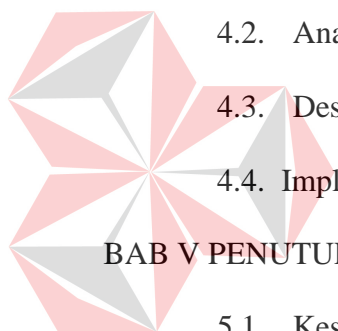 4.2. Ana
4.3. Des
4.4. Impl
BAB V PENUTU
5.1. Kes